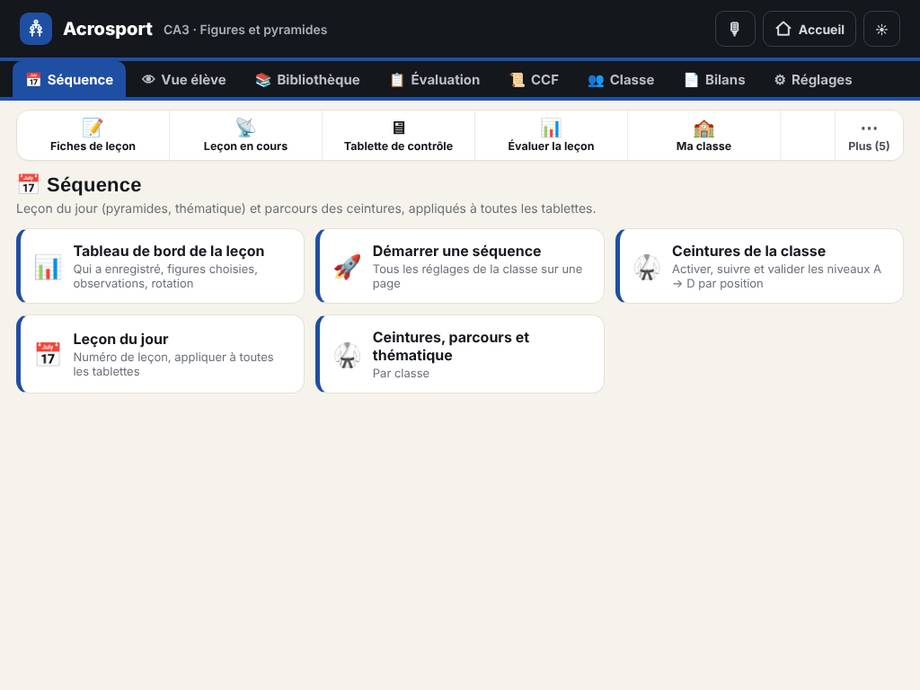 Acrosport CA3 · Figures et pyramides
Accueil
Séquence Vue élève Bibliothèque Évaluation CCF Classe Bilans Réglages
Fiches de leçon Leçon en cours Tablette de contrôle Évaluer la leçon Ma classe Plus (5)
Séquence
Leçon du jour (pyramides, thématique) et parcours des ceintures, appliqués à toutes les tablettes.
Tableau de bord de la leçon
Qui a enregistré, figures choisies,
observations, rotation
Démarrer une séquence
Tous les réglages de la classe sur une
page
Ceintures de la classe
Activer, suivre et valider les niveaux A
→ D par position
Leçon du jour
Numéro de leçon, appliquer à toutes
les tablettes
Ceintures, parcours et
thématique
Par classe